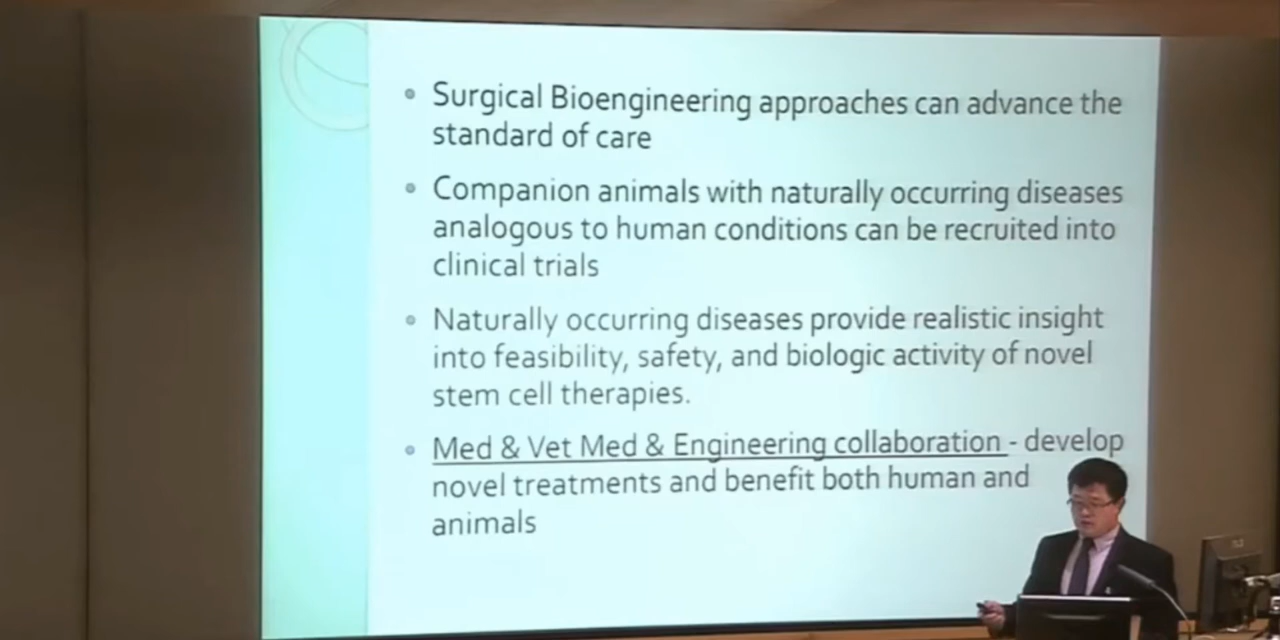 • Surgical Bioengineering approaches can advance the
standard of care
• Companion animals with naturally occurring diseases
analogous to human conditions can be recruited into
clinical trials
• Naturally occurring diseases provide realistic insight
into feasibility, safety, and biologic activity of novel
stem cell therapies.
• Med & Vet Med & Engineering collaboration - develop
novel treatments and benefit both human and
animals